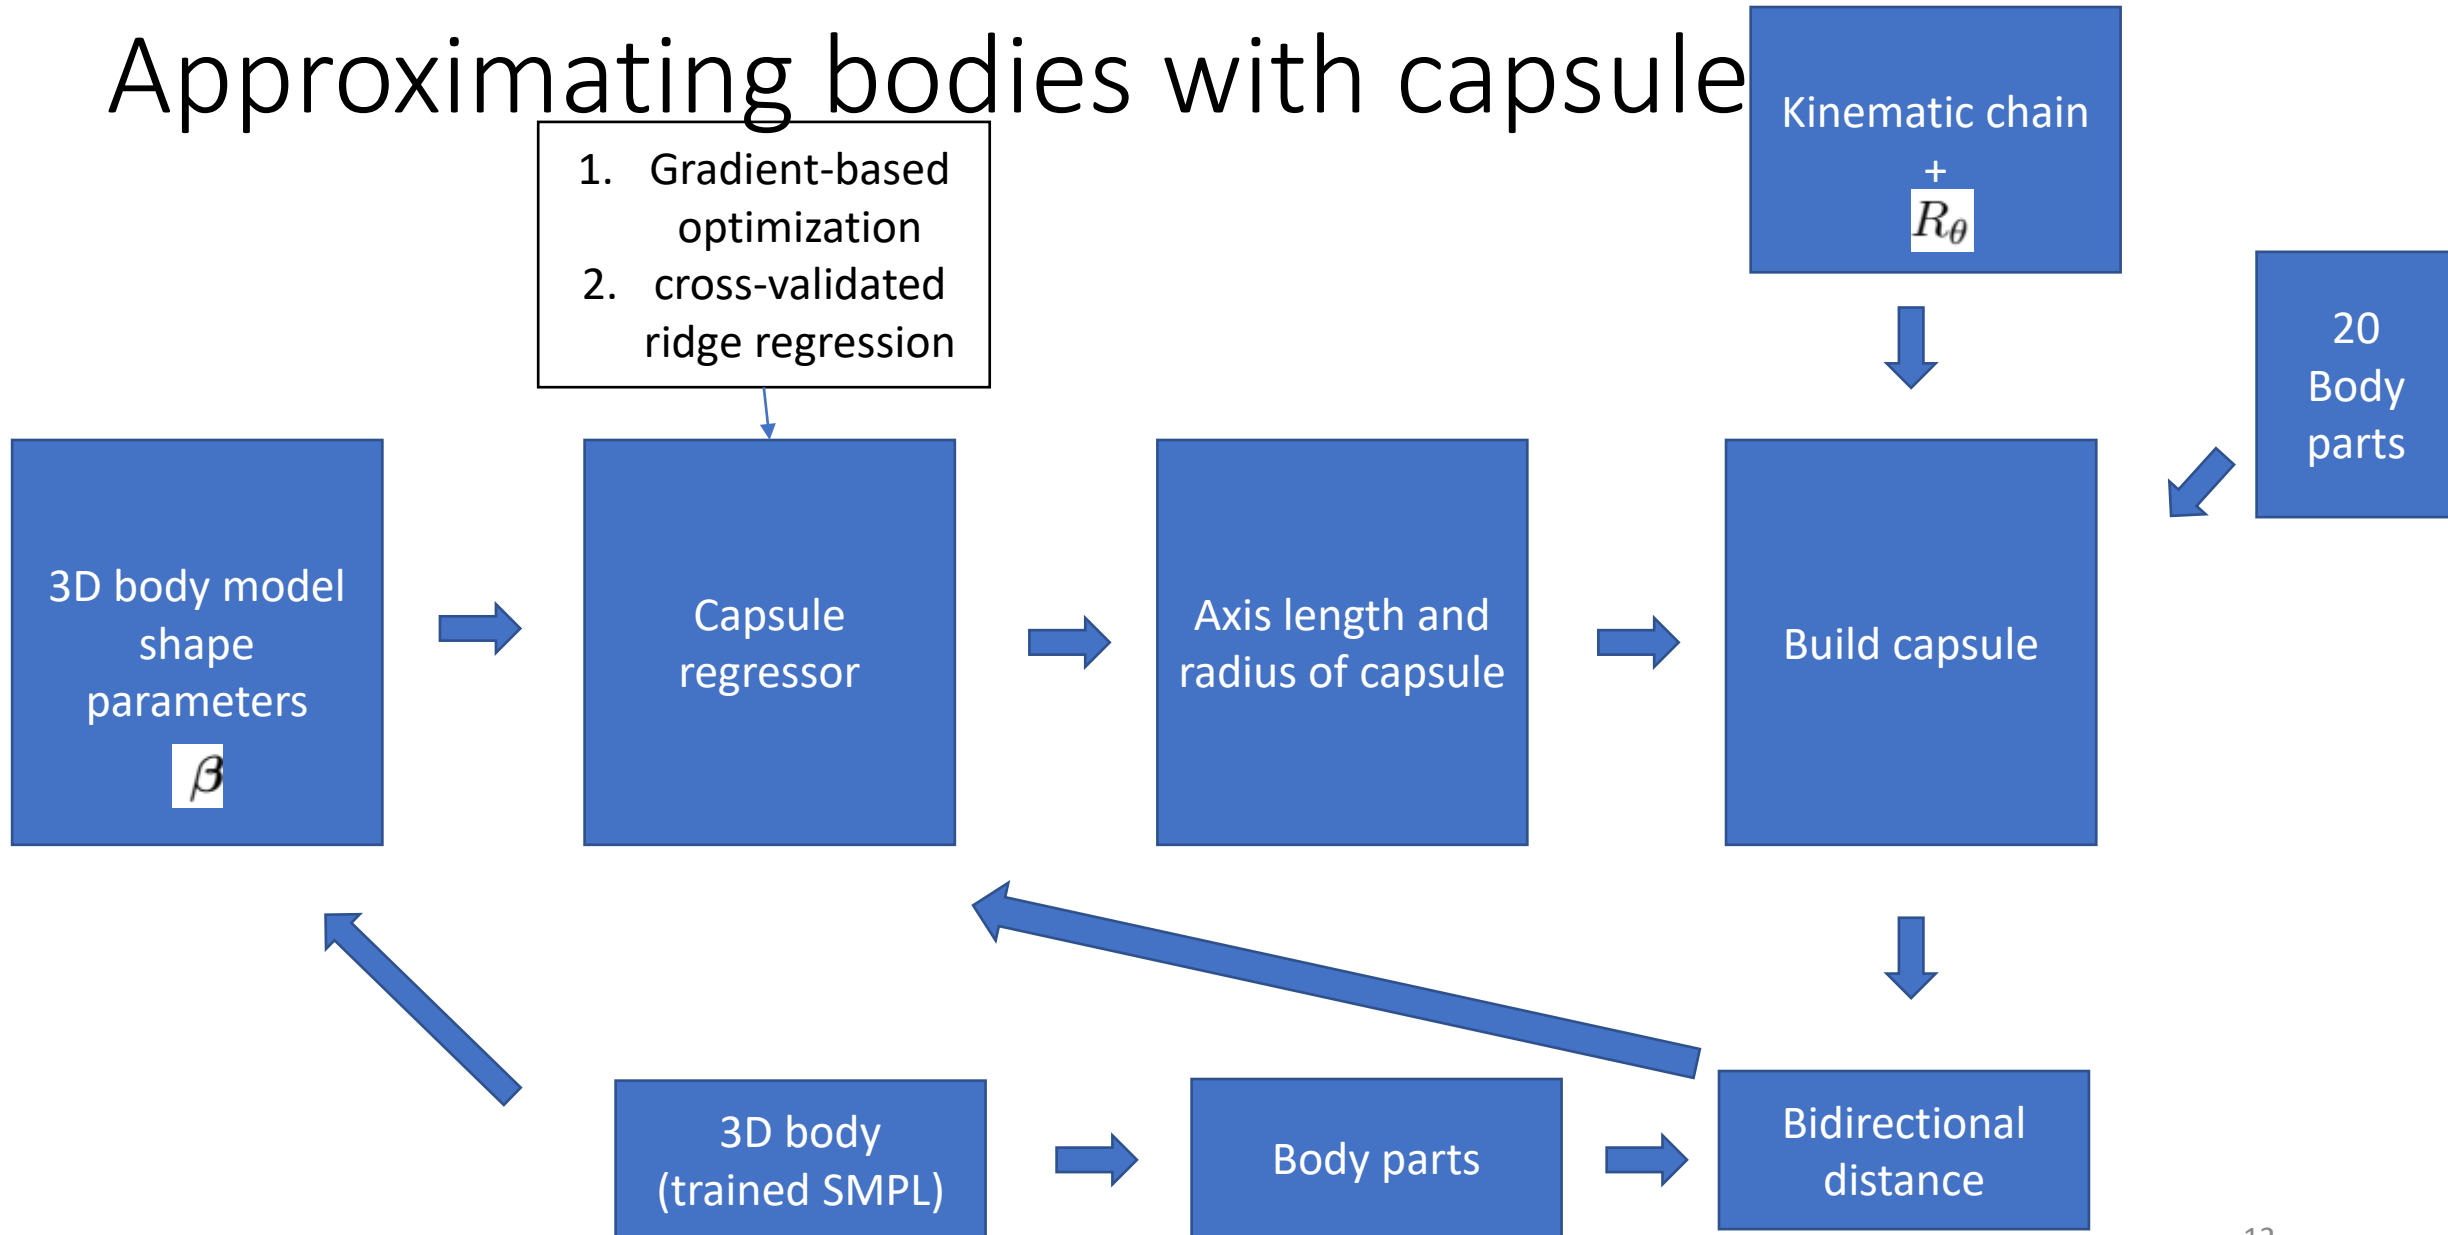 Approximating bodies with capsule
Kinematic chain
+
R_θ
1. Gradient-based
optimization
2. cross-validated
ridge regression
20
Body
parts
3D body model
shape
parameters
β
Capsule
regressor
Axis length and
radius of capsule
Build capsule
3D body
(trained SMPL)
Body parts
Bidirectional
distance